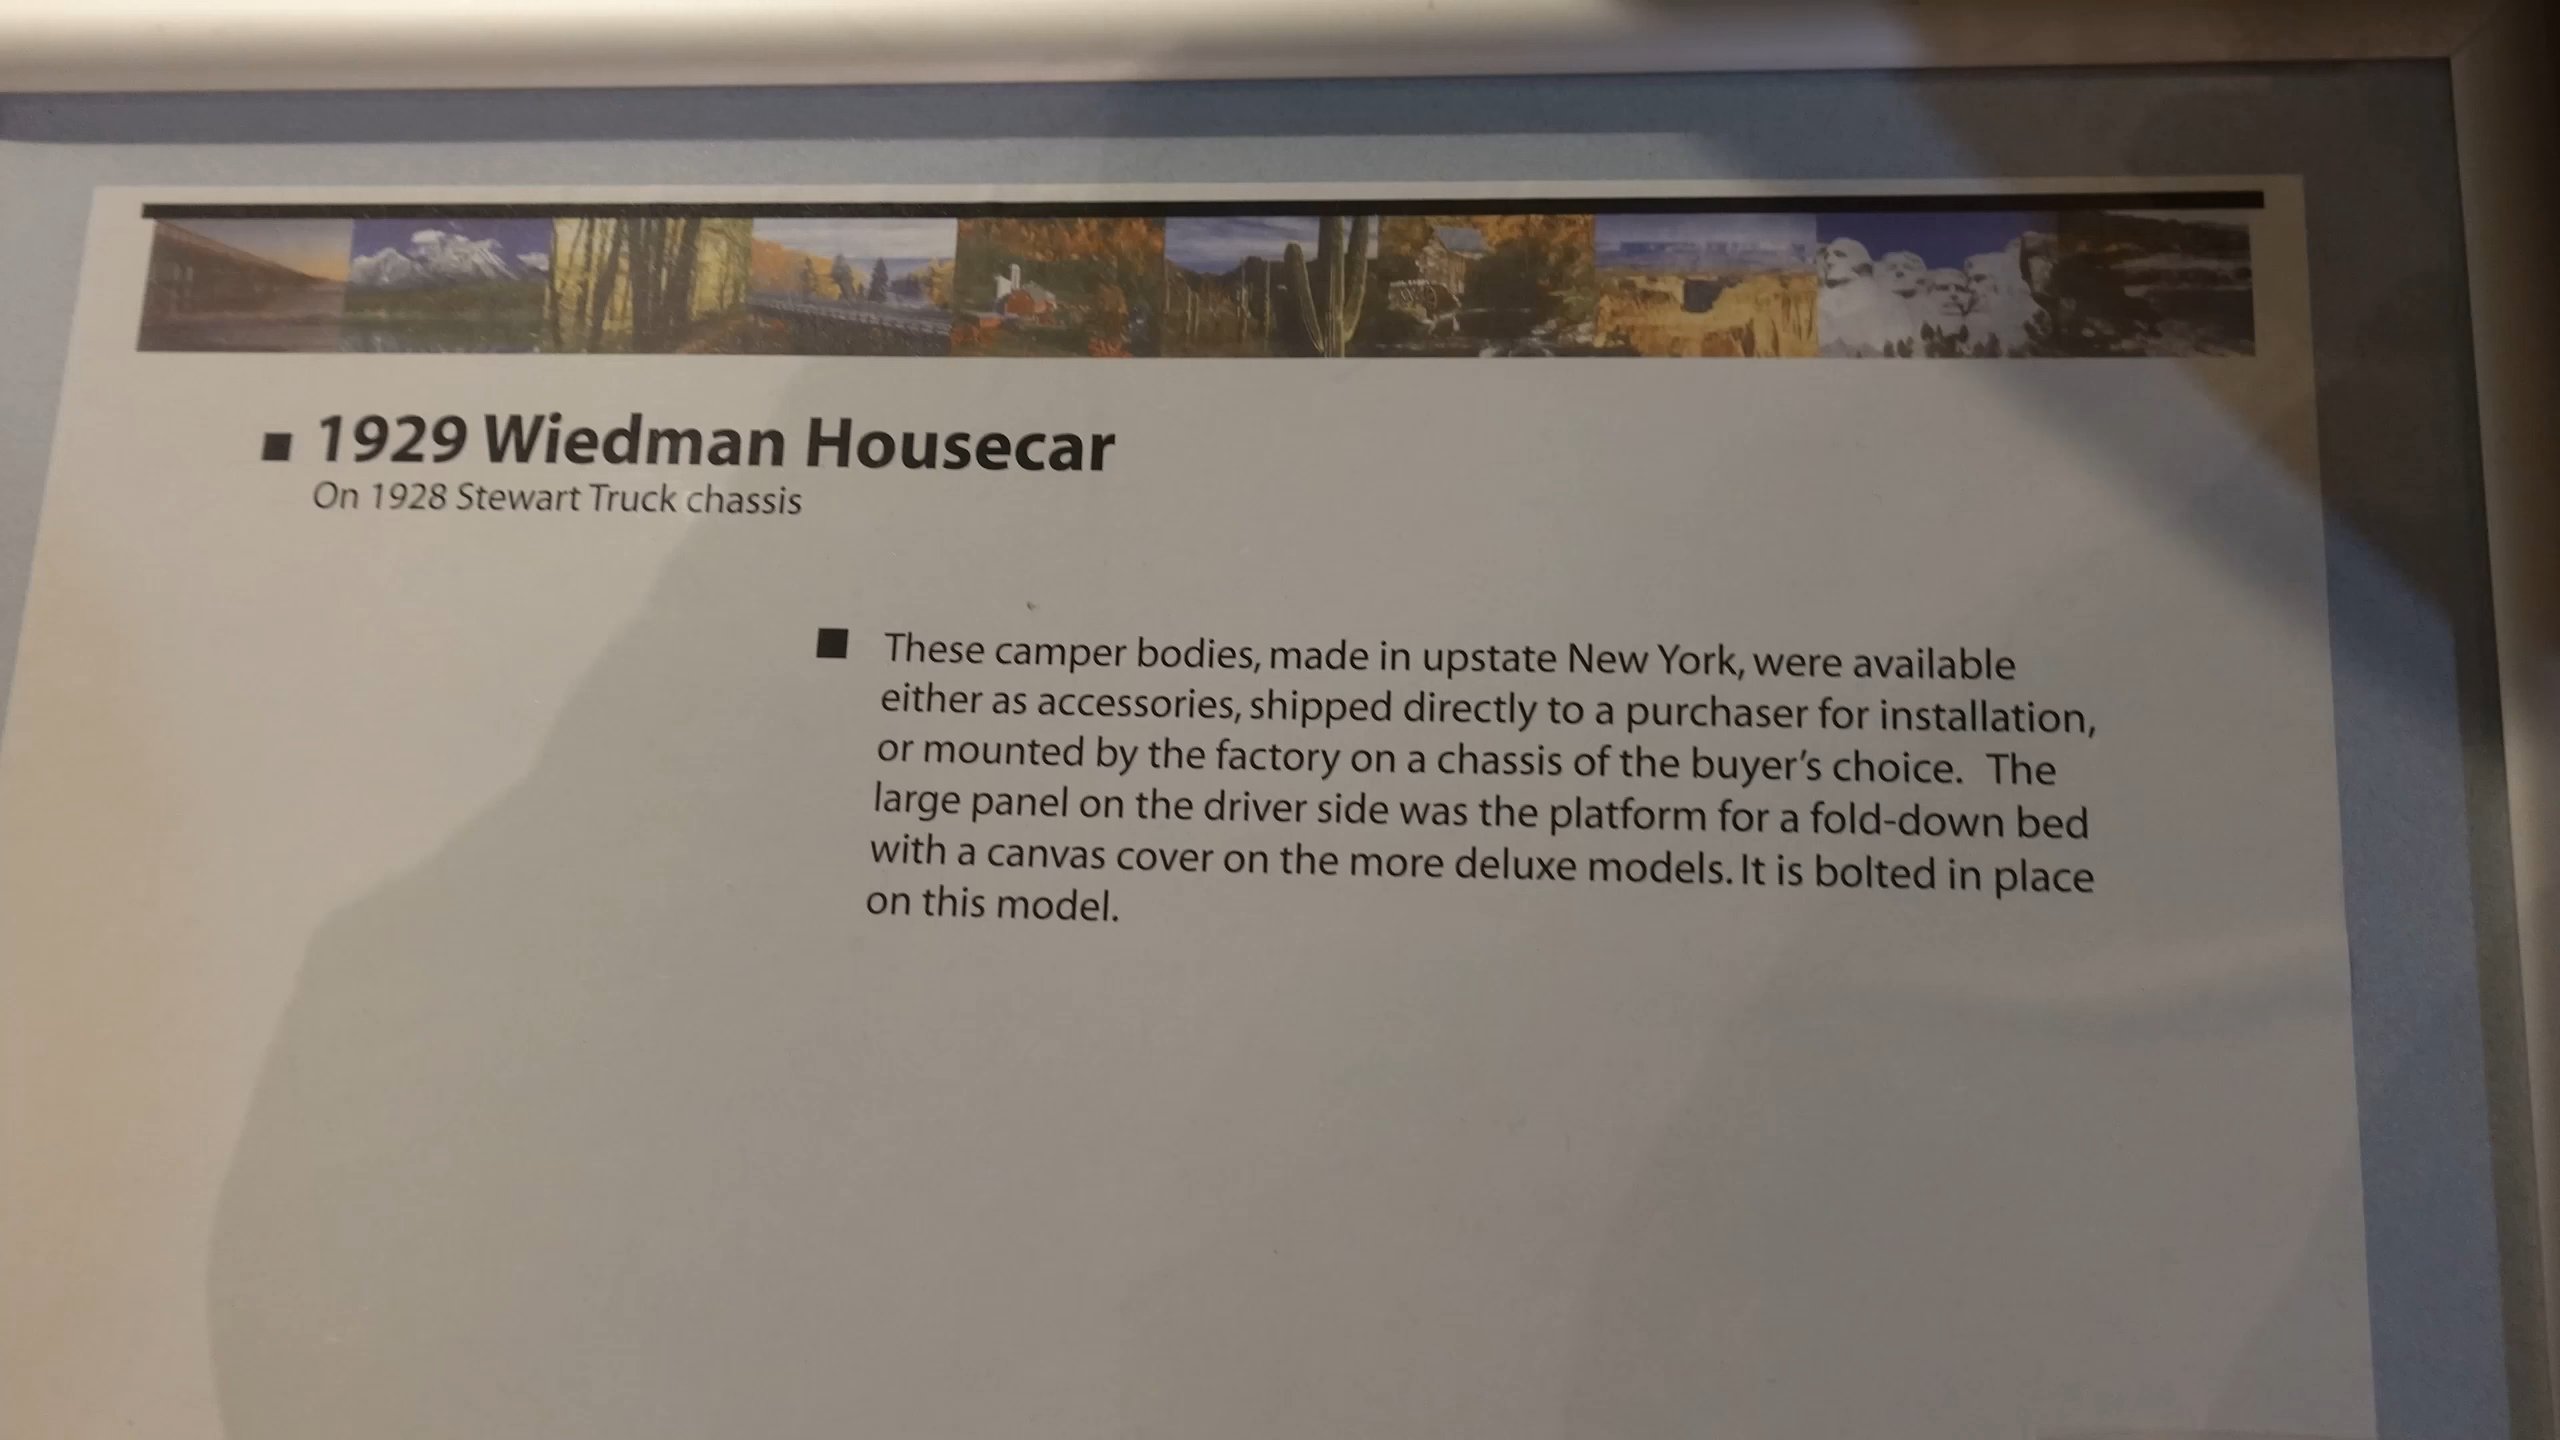 1929 Wiedman Housecar
On 1928 Stewart Truck chassis
These camper bodies, made in upstate New York, were available
either as accessories, shipped directly to a purchaser for installation,
or mounted by the factory on a chassis of the buyer's choice.  The
large panel on the driver side was the platform for a fold-down bed
with a canvas cover on the more deluxe models. It is bolted in place
on this model.